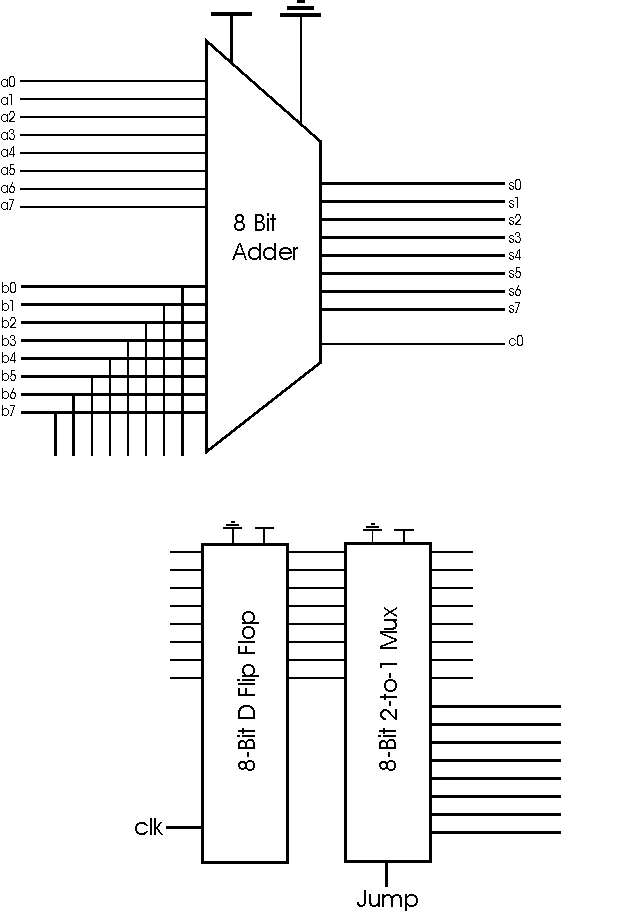 a0
a1
a2
a3
a4
a5
a6
a7
8 Bit
Adder
s0
s1
s2
s3
s4
s5
s6
s7
c0
b0
b1
b2
b3
b4
b5
b6
b7
8-Bit D Flip Flop
8-Bit 2-to-1 Mux
clk
Jump